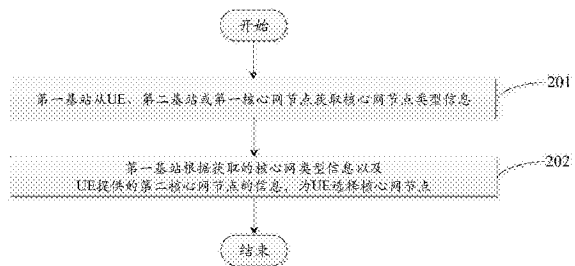 开始
第一基站从UE、第二基站或第一核心网节点获取核心网节点类型信息
201
第一基站根据获取的核心网类型信息以及
UE提供的第二核心网节点的信息，为UE选择核心网节点
202
结束